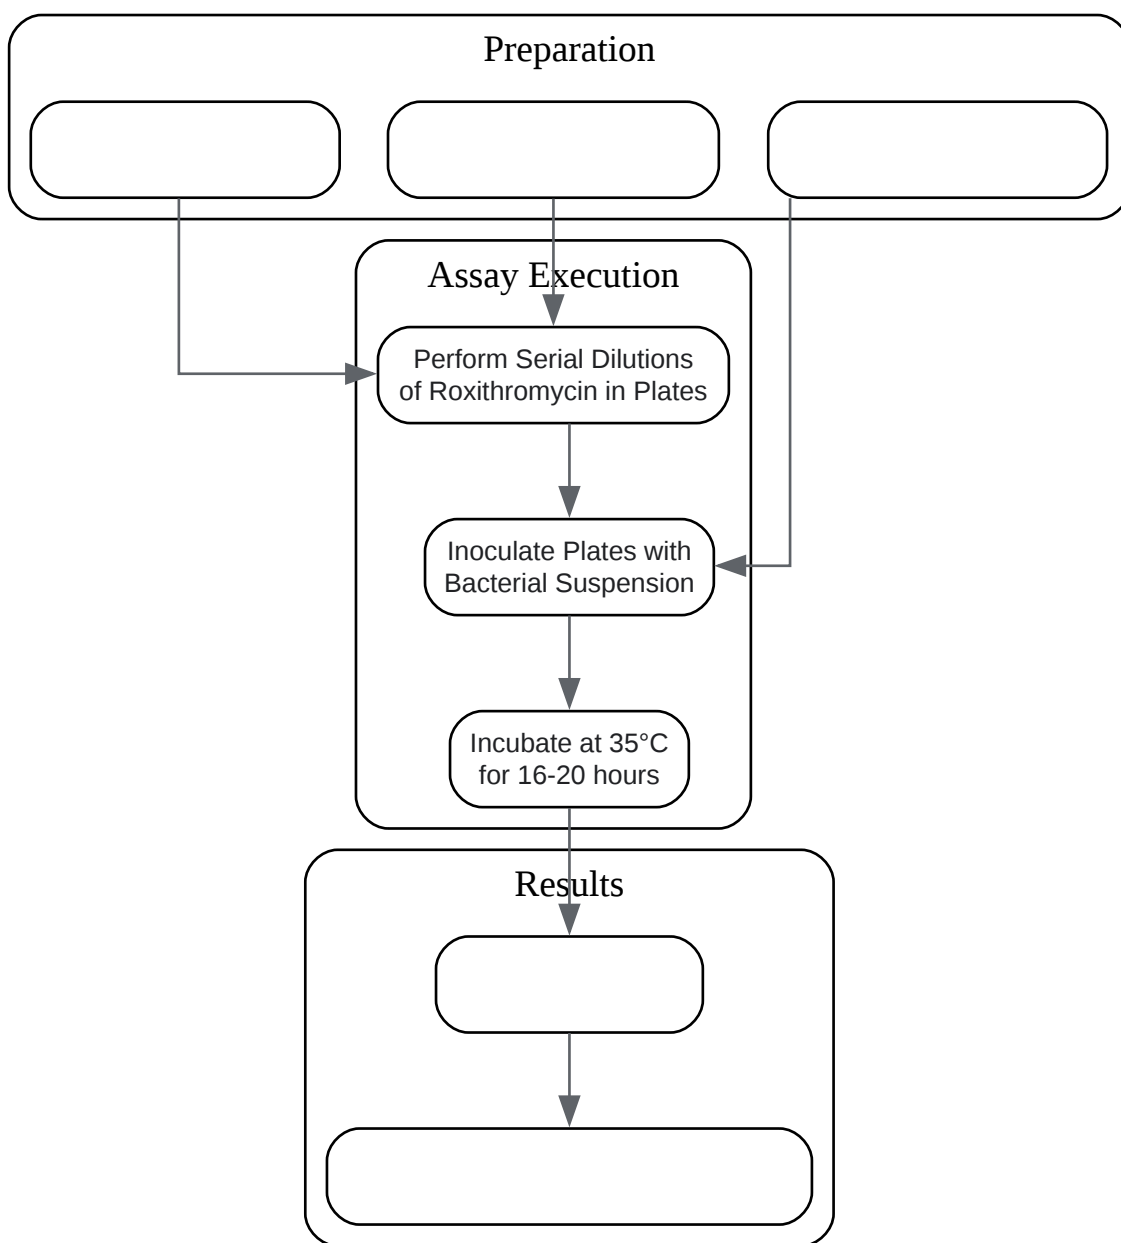 Preparation
Assay Execution
Perform Serial Dilutions
of Roxithromycin in Plates
Inoculate Plates with
Bacterial Suspension
Incubate at 35°C
for 16-20 hours
Results